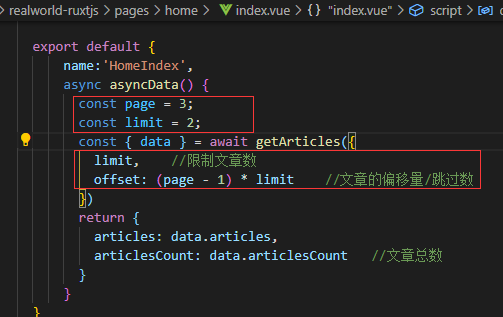 realworld-ruxtjs > pages > home > index.vue > {} "index.vue" > script >
export default {
name:'HomeIndex',
async asyncData() {
const page = 3;
const limit = 2;
const { data } = await getArticles({
limit, //限制文章数
offset: (page - 1) * limit //文章的偏移量/跳过数
})
return {
articles: data.articles,
articlesCount: data.articlesCount //文章总数
}
}
}